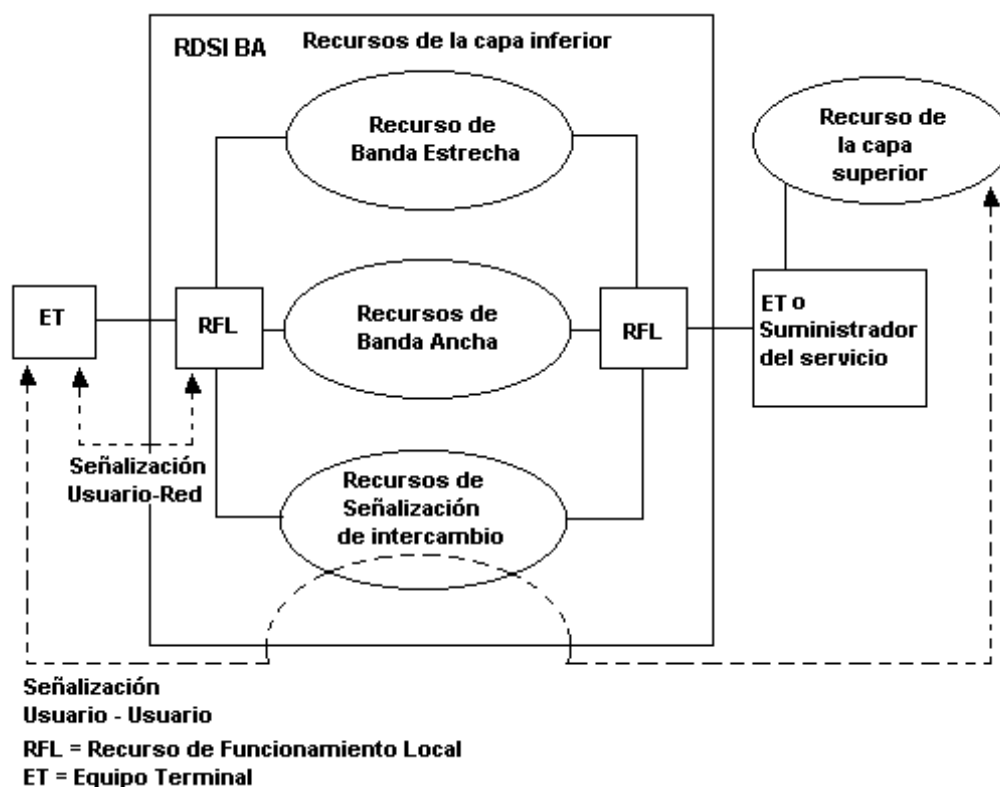 RDSI BA
Recursos de la capa inferior
Recurso de
Banda Estrecha
Recurso de
la capa
superior
ET
RFL
Recursos de
Banda Ancha
RFL
ET o
Suministrador
del servicio
Señalización
Usuario-Red
Recursos de
Señalización
de intercambio
Señalización
Usuario - Usuario
RFL = Recurso de Funcionamiento Local
ET = Equipo Terminal